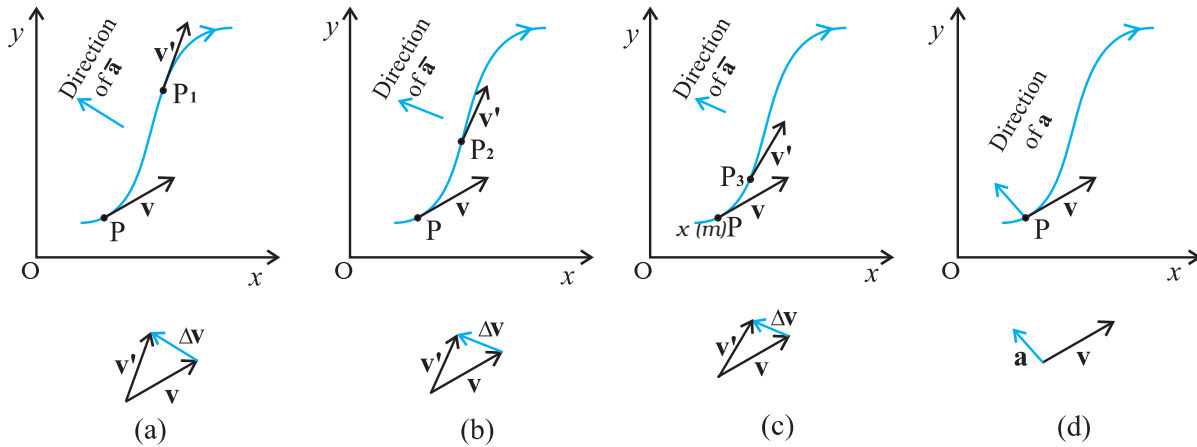 y
v'
Direction
of a̅
P1
v
P
O
x
Δv
v'
v
(a)
y
Direction
of a̅
v'
P2
v
P
O
x
Δv
v'
v
(b)
y
Direction
of a̅
v'
P3
v
x (m)P
O
x
Δv
v'
v
(c)
y
Direction
of a
v
P
O
x
a
v
(d)